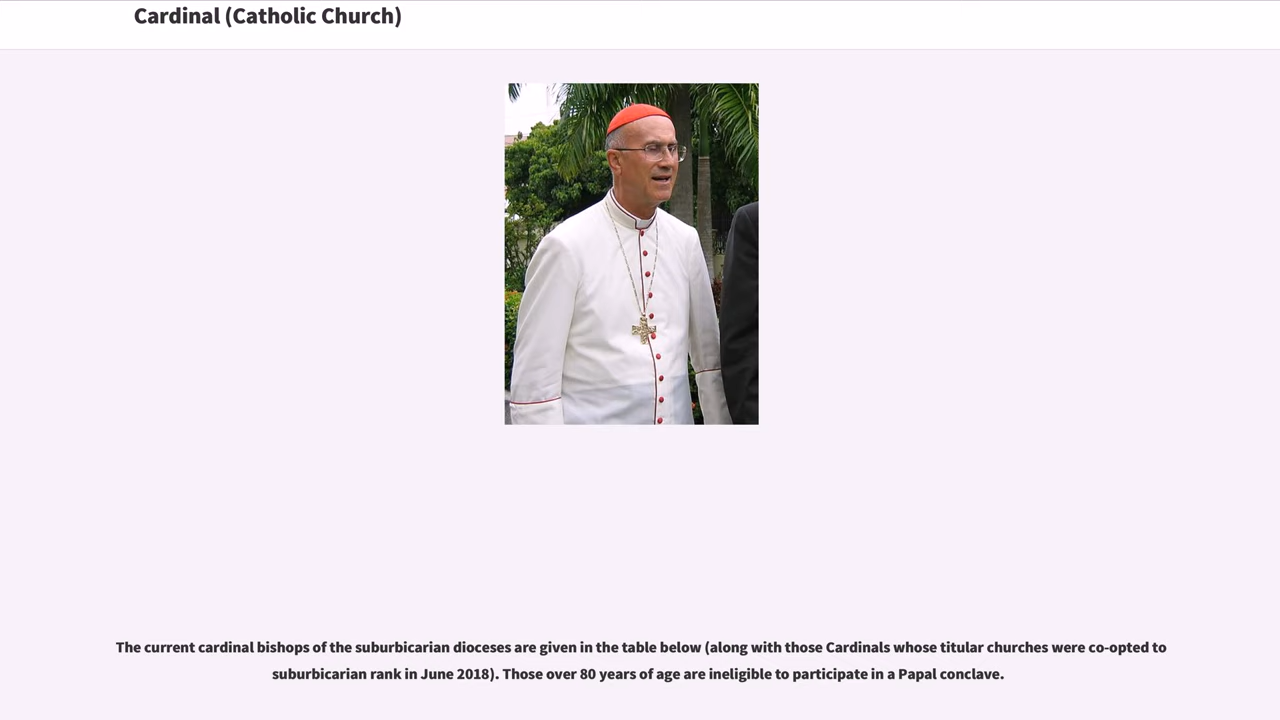 Cardinal (Catholic Church)
The current cardinal bishops of the suburbicarian dioceses are given in the table below (along with those Cardinals whose titular churches were co-opted to
suburbicarian rank in June 2018). Those over 80 years of age are ineligible to participate in a Papal conclave.